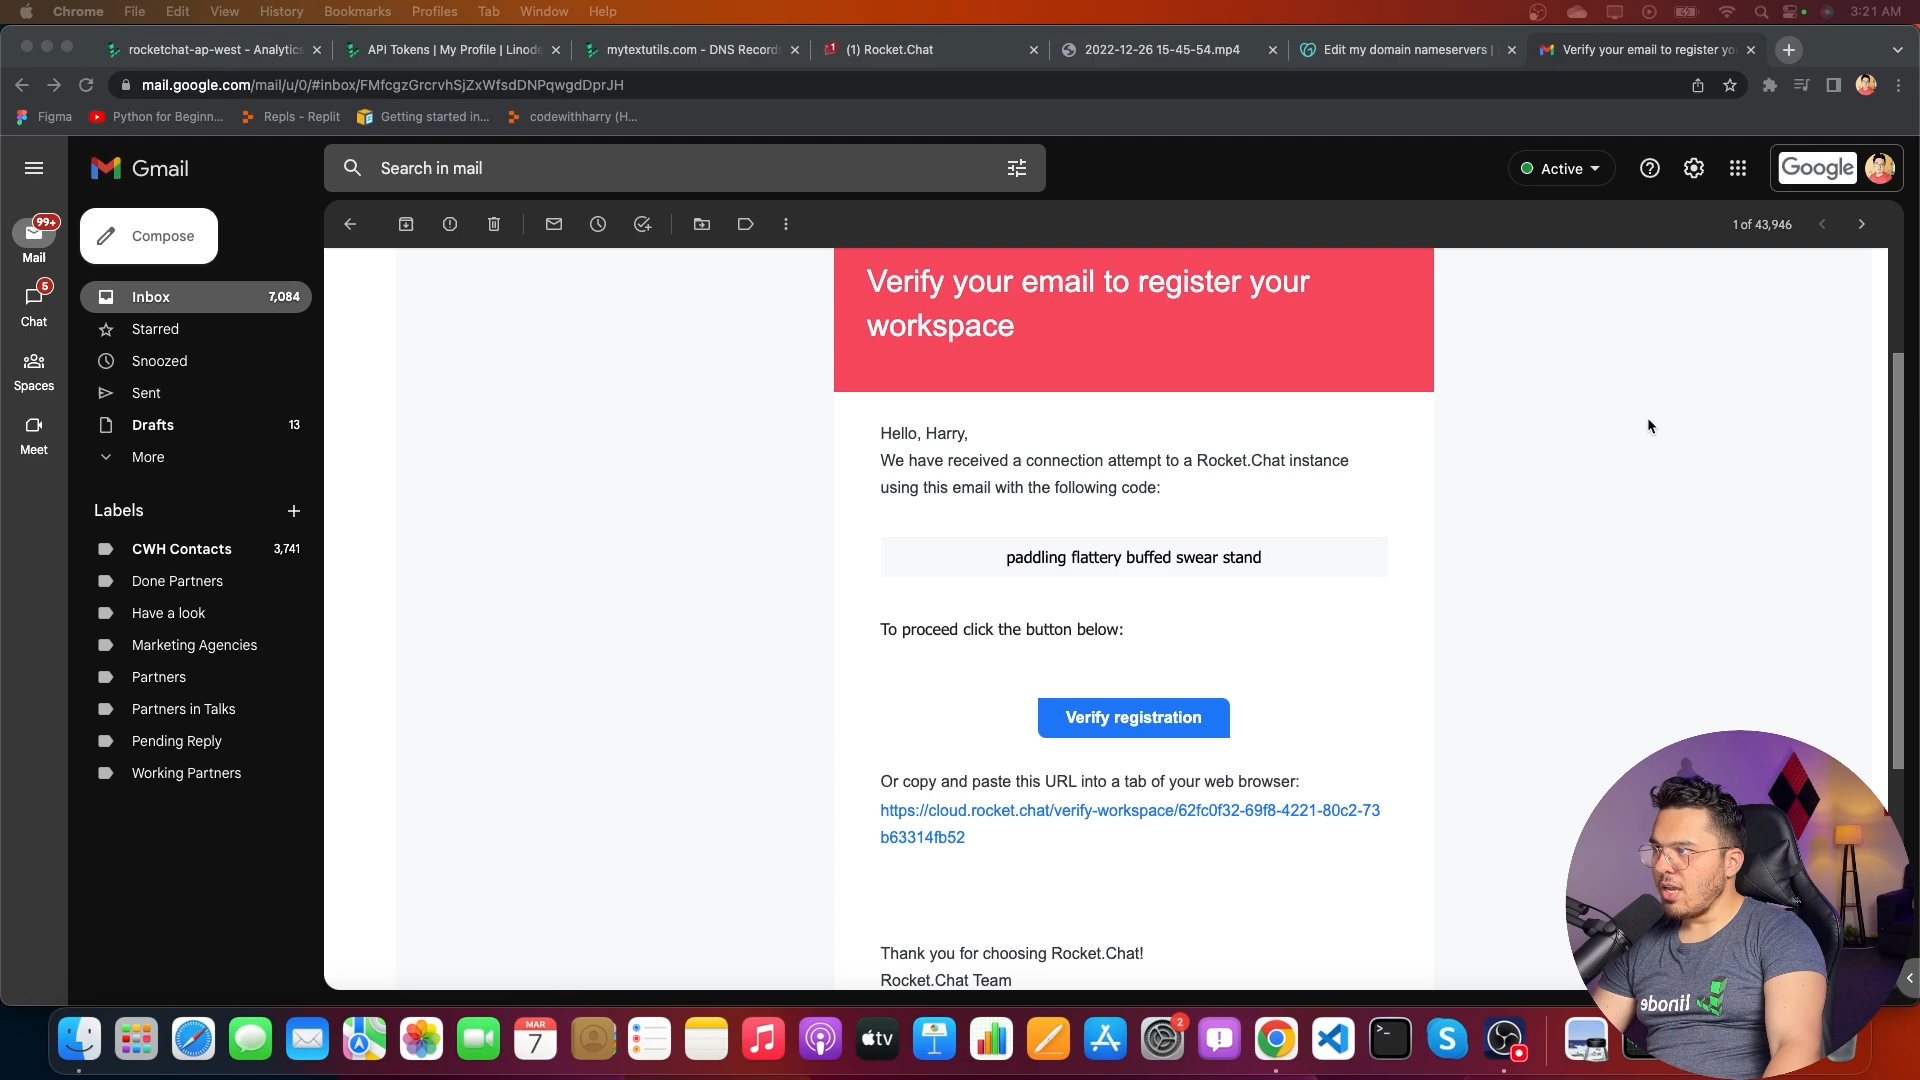 Chrome File Edit View History Bookmarks Profiles Tab Window Help 3:21 AM
rocketchat-ap-west - Analytics API Tokens | My Profile | Linode mytextutils.com - DNS Records (1) Rocket.Chat 2022-12-26 15-45-54.mp4 Edit my domain nameservers | Verify your email to register yo
mail.google.com/mail/u/0/#inbox/FMfcgzGrcrvhSjZxWfsdDNPqwgdDprJH
Figma Python for Beginn... Repls - Replit Getting started in... codewithharry (H...
Gmail Search in mail Active Google
99+ Compose 1 of 43,946
Mail
Inbox 7,084
5
Chat
Starred
Snoozed
Spaces
Sent
Drafts 13
Meet
More
Labels
CWH Contacts 3,741
Done Partners
Have a look
Marketing Agencies
Partners
Partners in Talks
Pending Reply
Working Partners
Verify your email to register your
workspace
Hello, Harry,
We have received a connection attempt to a Rocket.Chat instance
using this email with the following code:
paddling flattery buffed swear stand
To proceed click the button below:
Verify registration
Or copy and paste this URL into a tab of your web browser:
https://cloud.rocket.chat/verify-workspace/62fc0f32-69f8-4221-80c2-73
b63314fb52
Thank you for choosing Rocket.Chat!
Rocket.Chat Team
linode
MAR
7
tv
2